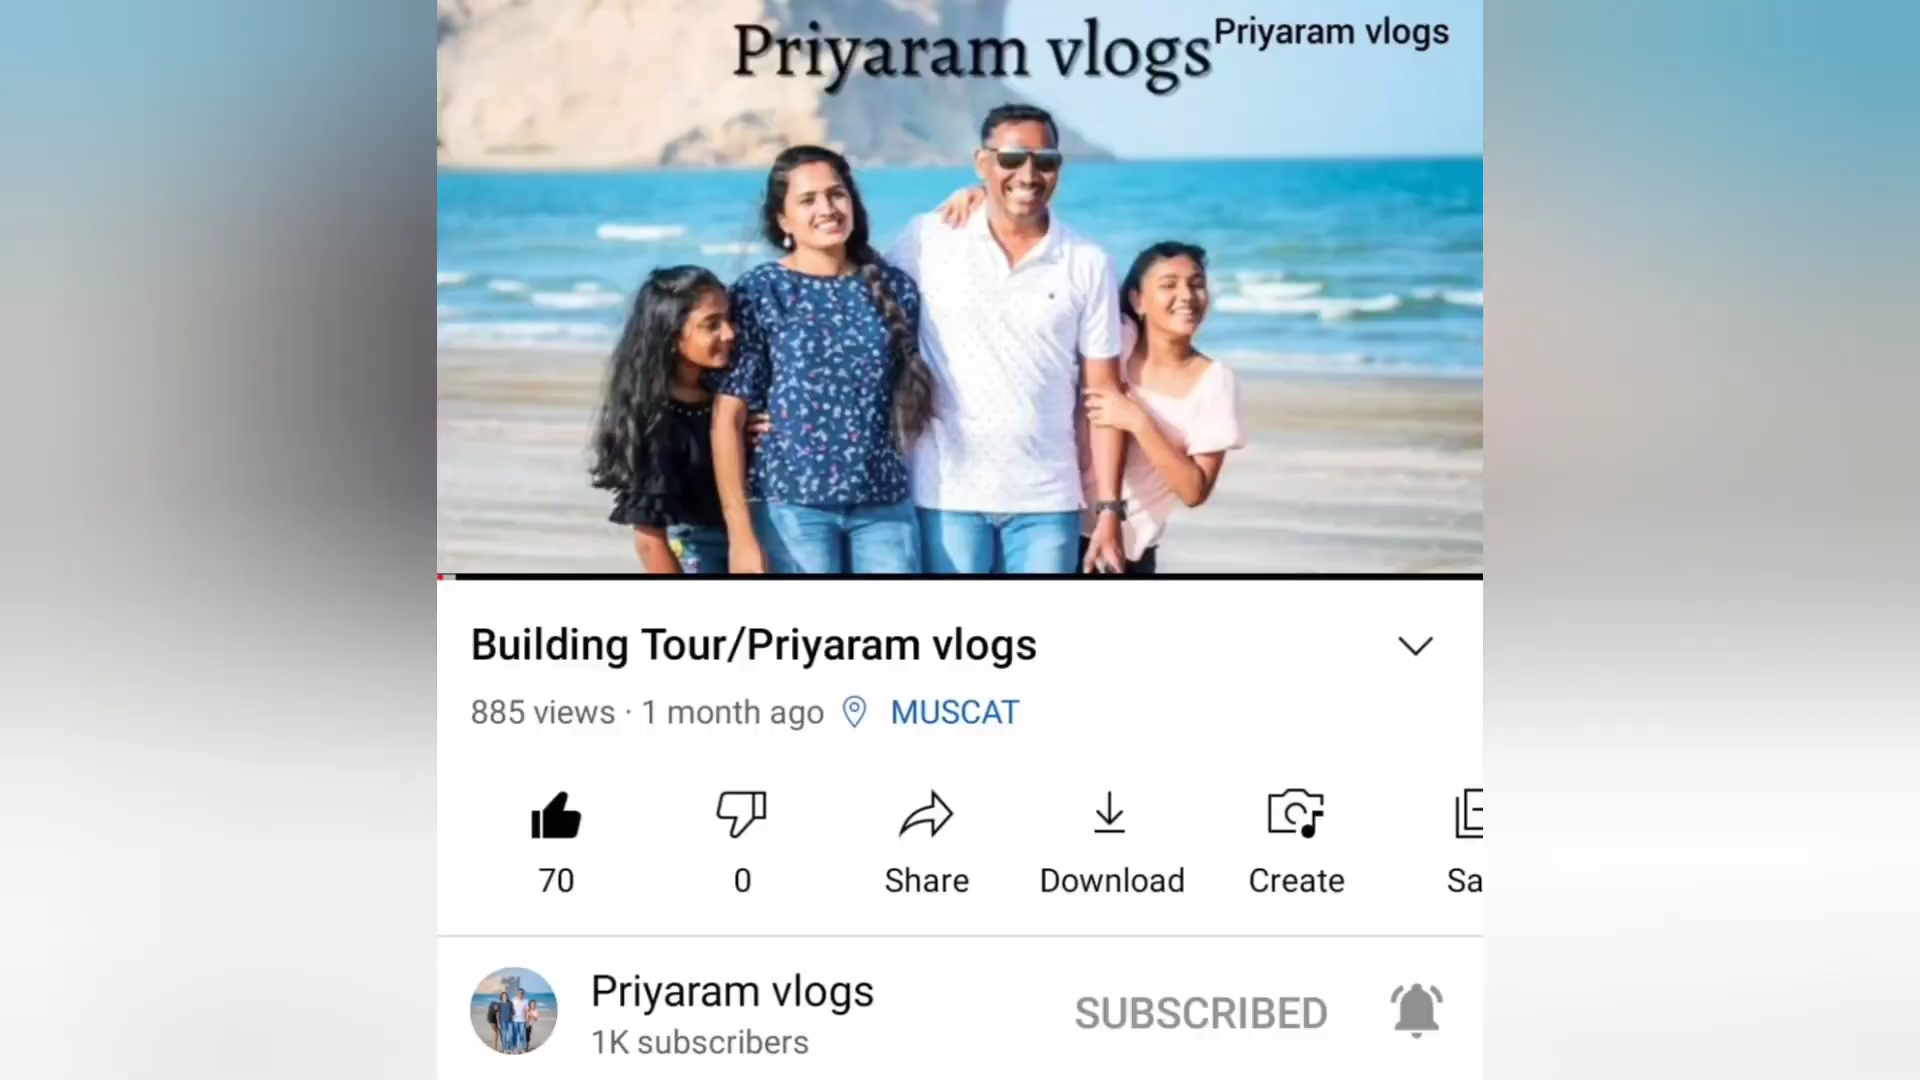 Priyaram vlogs
Priyaram vlogs
Building Tour/Priyaram vlogs
885 views · 1 month ago MUSCAT
70 0 Share Download Create Sa
Priyaram vlogs
SUBSCRIBED
1K subscribers